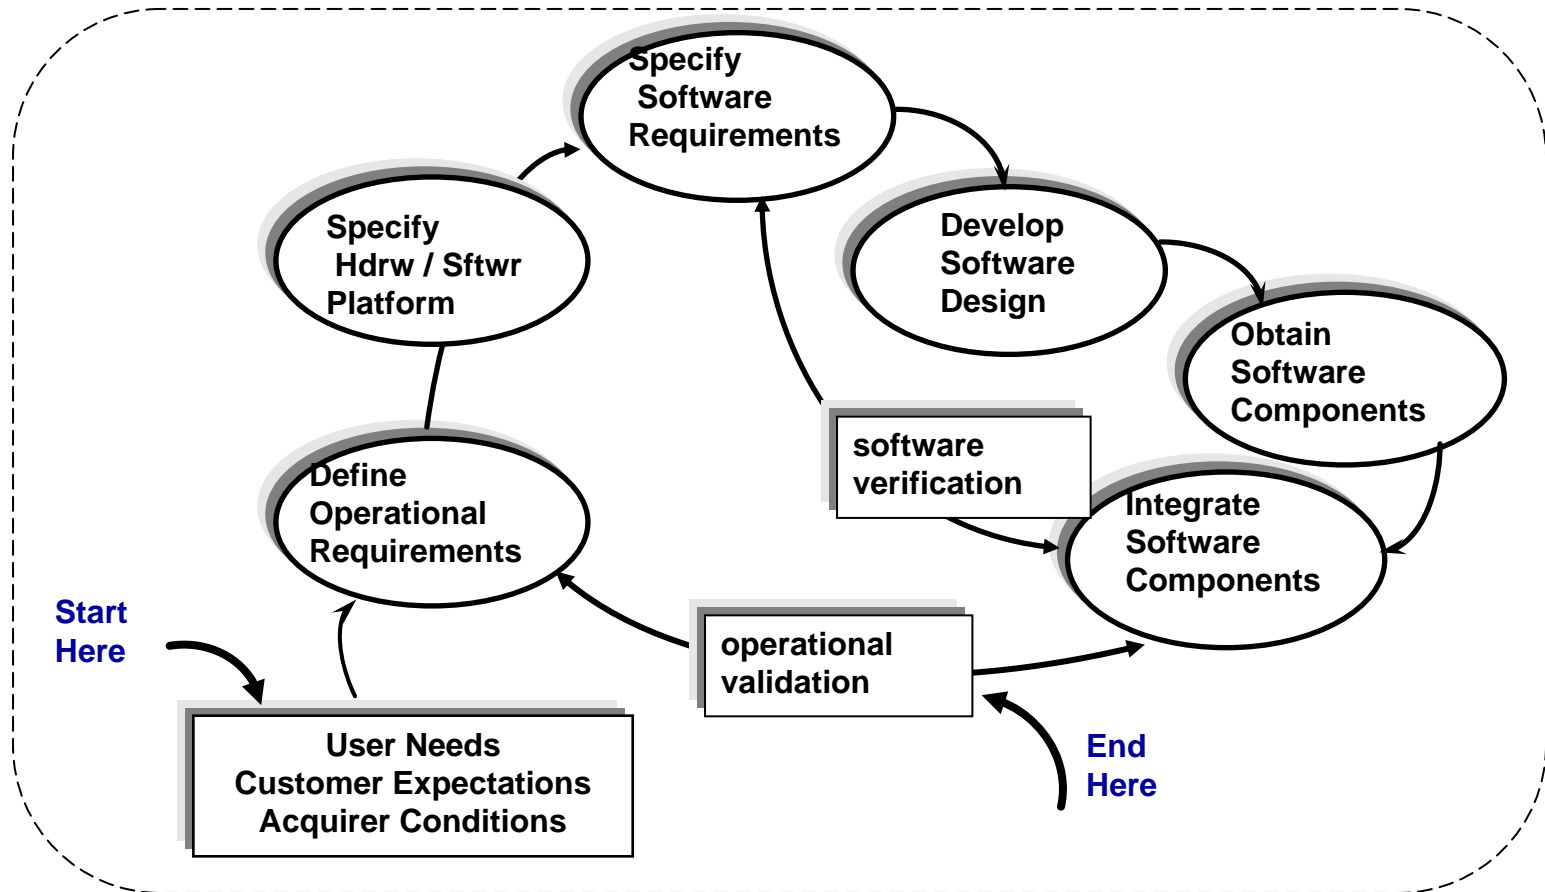 Specify
Software
Requirements
Specify
Hdrw / Sftwr
Platform
Develop
Software
Design
Obtain
Software
Components
software
verification
Define
Operational
Requirements
Integrate
Software
Components
Start
Here
operational
validation
User Needs
Customer Expectations
Acquirer Conditions
End
Here